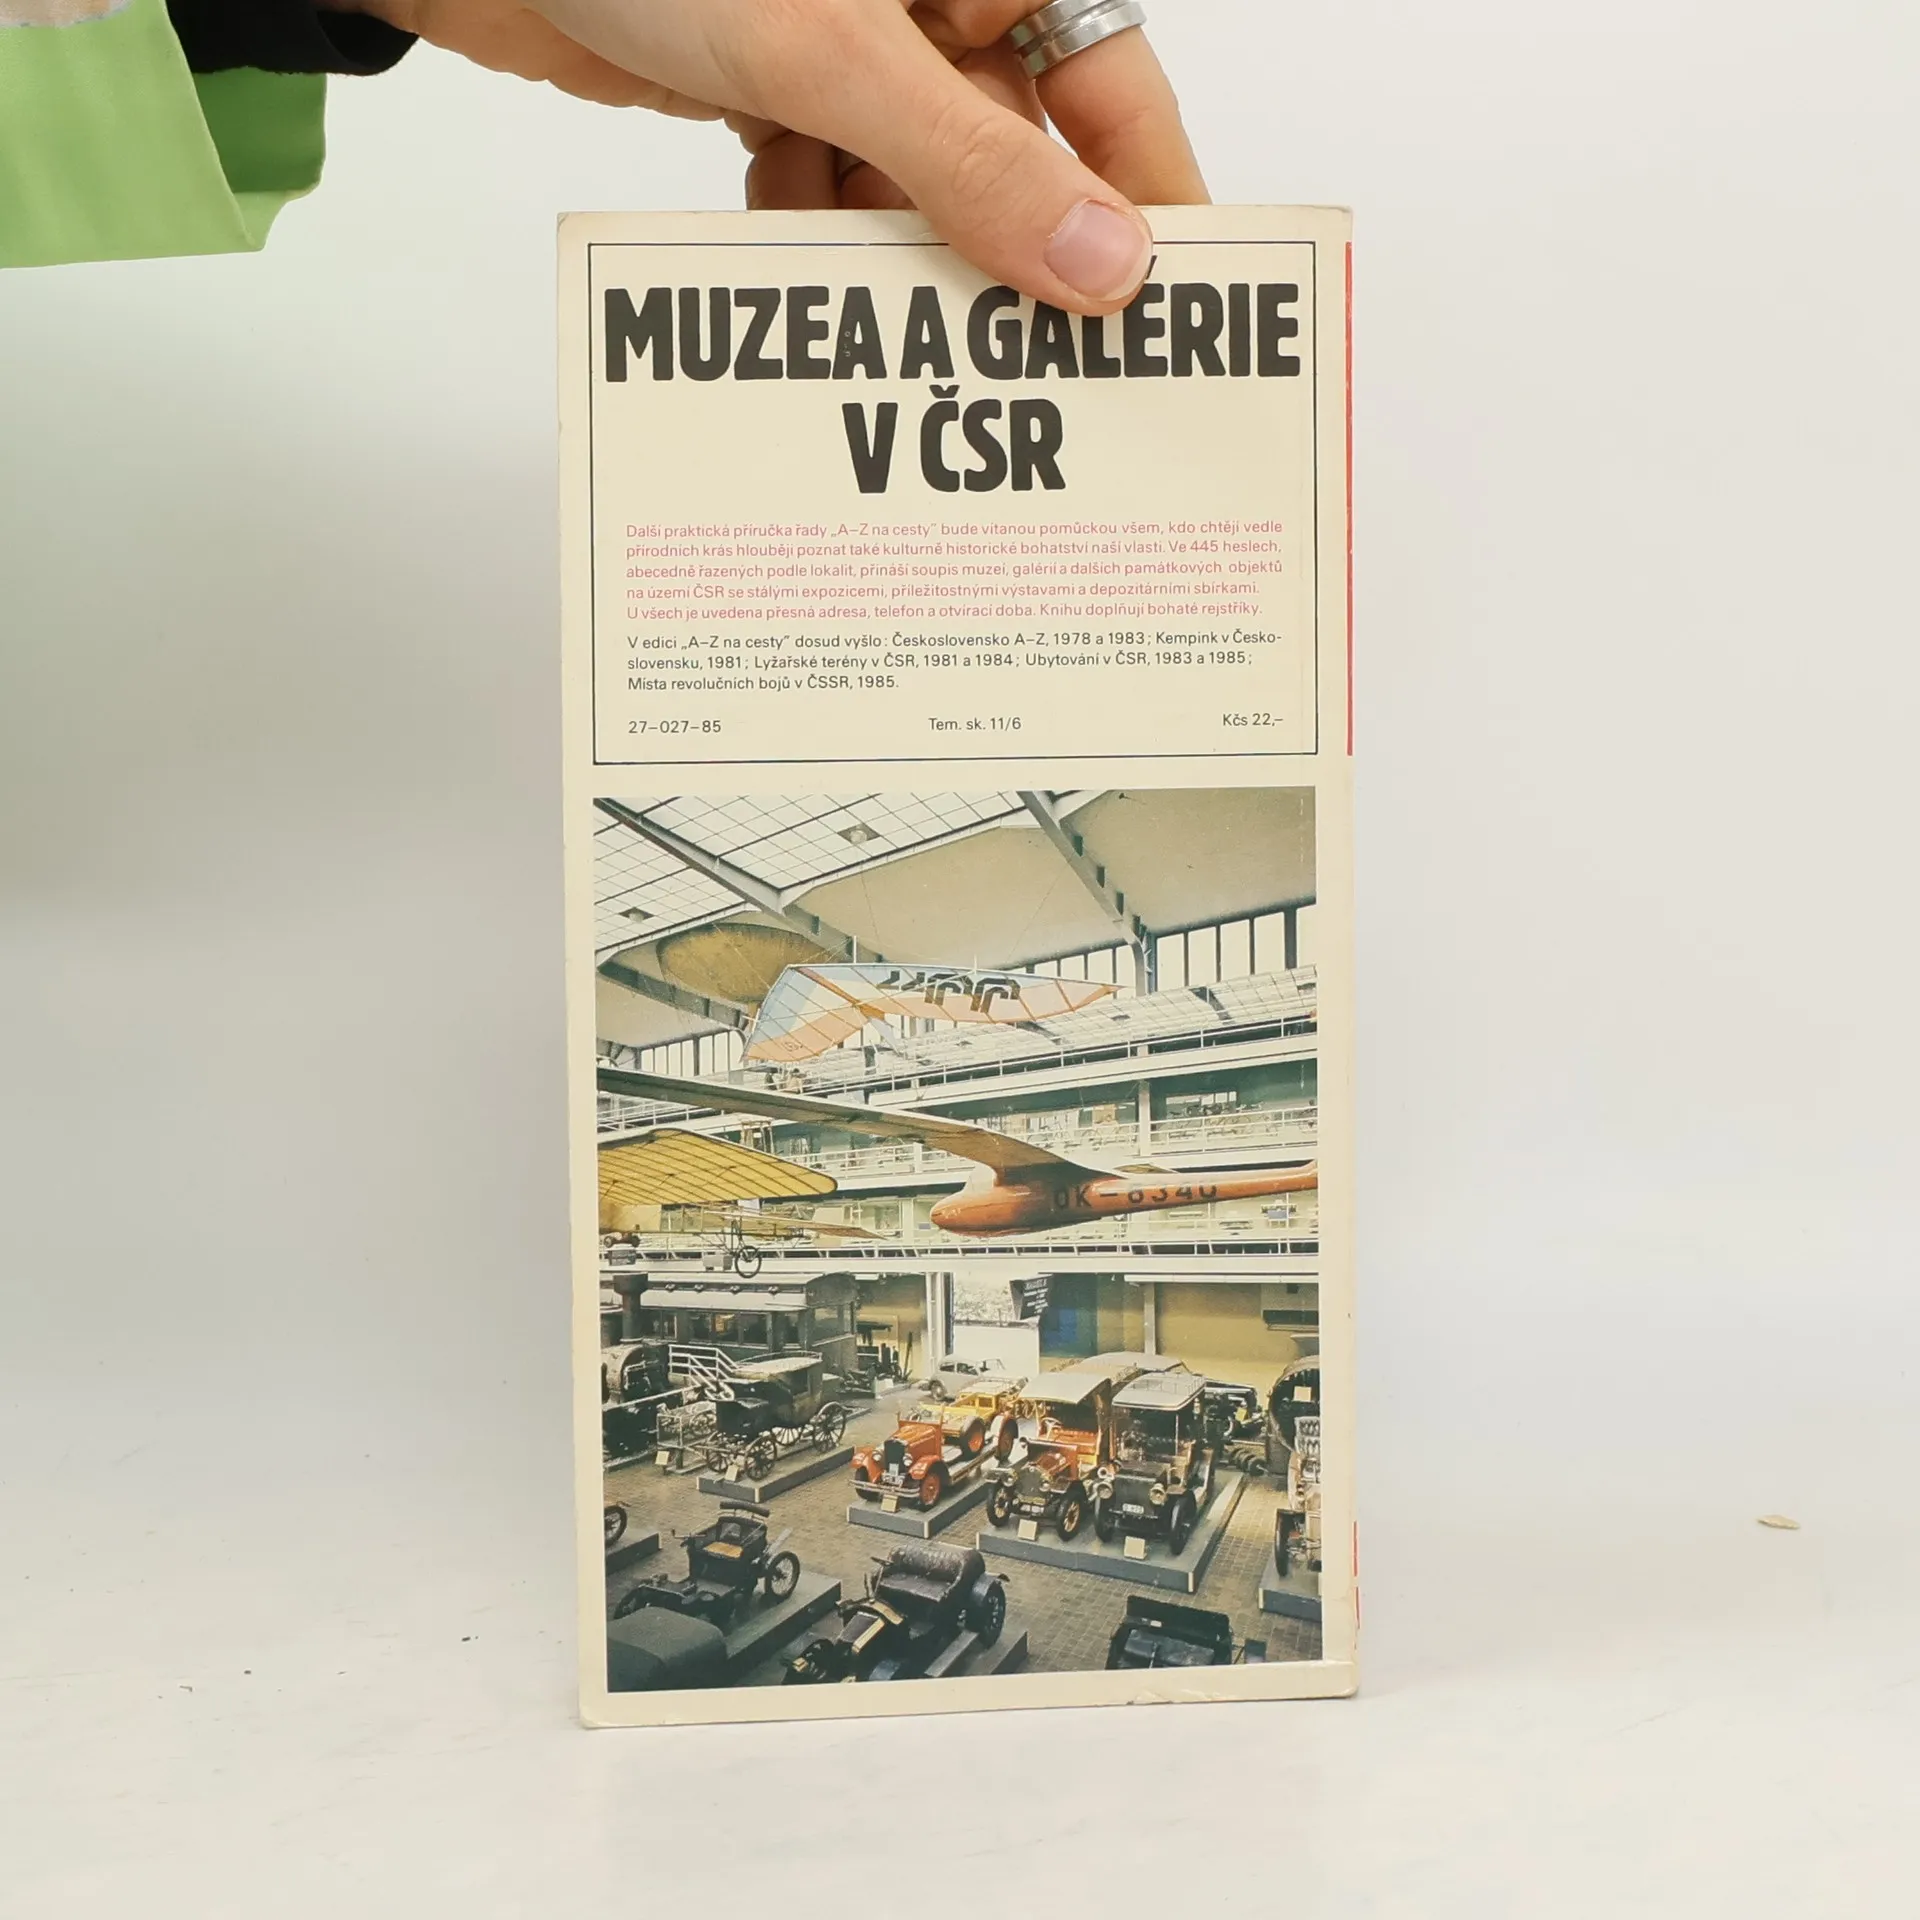 MUZEA A GALÉRIE
V ČSR
Další praktická příručka řady „A–Z na cesty" bude vítanou pomůckou všem, kdo chtějí vedle
přírodních krás hlouběji poznat také kulturně historické bohatství naší vlasti. Ve 445 heslech,
abecedně řazených podle lokalit, přináší soupis muzeí, galérií a dalších památkových objektů
na území ČSR se stálými expozicemi, příležitostnými výstavami a depozitárními sbírkami.
U všech je uvedena přesná adresa, telefon a otvírací doba. Knihu doplňují bohaté rejstříky.
V edici „A–Z na cesty" dosud vyšlo: Československo A–Z, 1978 a 1983; Kempink v Česko-
slovensku, 1981; Lyžařské terény v ČSR, 1981 a 1984; Ubytování v ČSR, 1983 a 1985;
Místa revolučních bojů v ČSSR, 1985.
27–027–85 Tem. sk. 11/6 Kčs 22,–
OK–8340